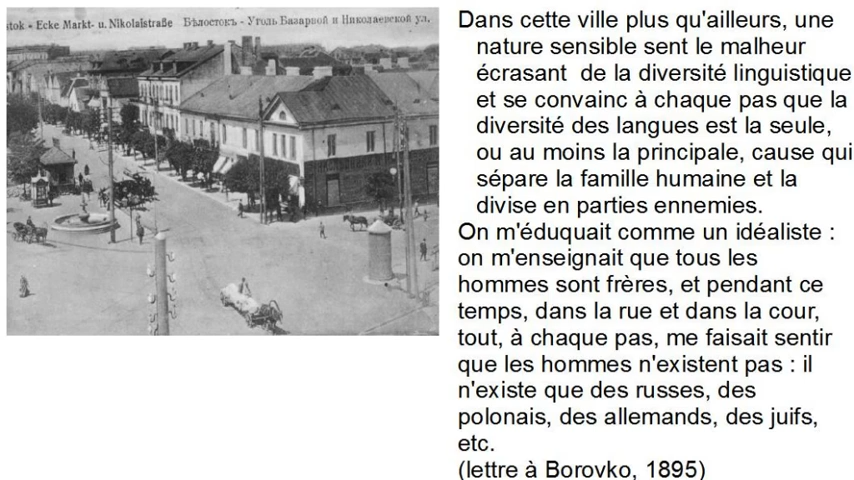 stok - Ecke Markt- u. Nikolaistraße Бѣлостокъ - Уголь Базарной и Николаевской ул.
Dans cette ville plus qu'ailleurs, une
nature sensible sent le malheur
écrasant de la diversité linguistique
et se convainc à chaque pas que la
diversité des langues est la seule,
ou au moins la principale, cause qui
sépare la famille humaine et la
divise en parties ennemies.
On m'éduquait comme un idéaliste :
on m'enseignait que tous les
hommes sont frères, et pendant ce
temps, dans la rue et dans la cour,
tout, à chaque pas, me faisait sentir
que les hommes n'existent pas : il
n'existe que des russes, des
polonais, des allemands, des juifs,
etc.
(lettre à Borovko, 1895)